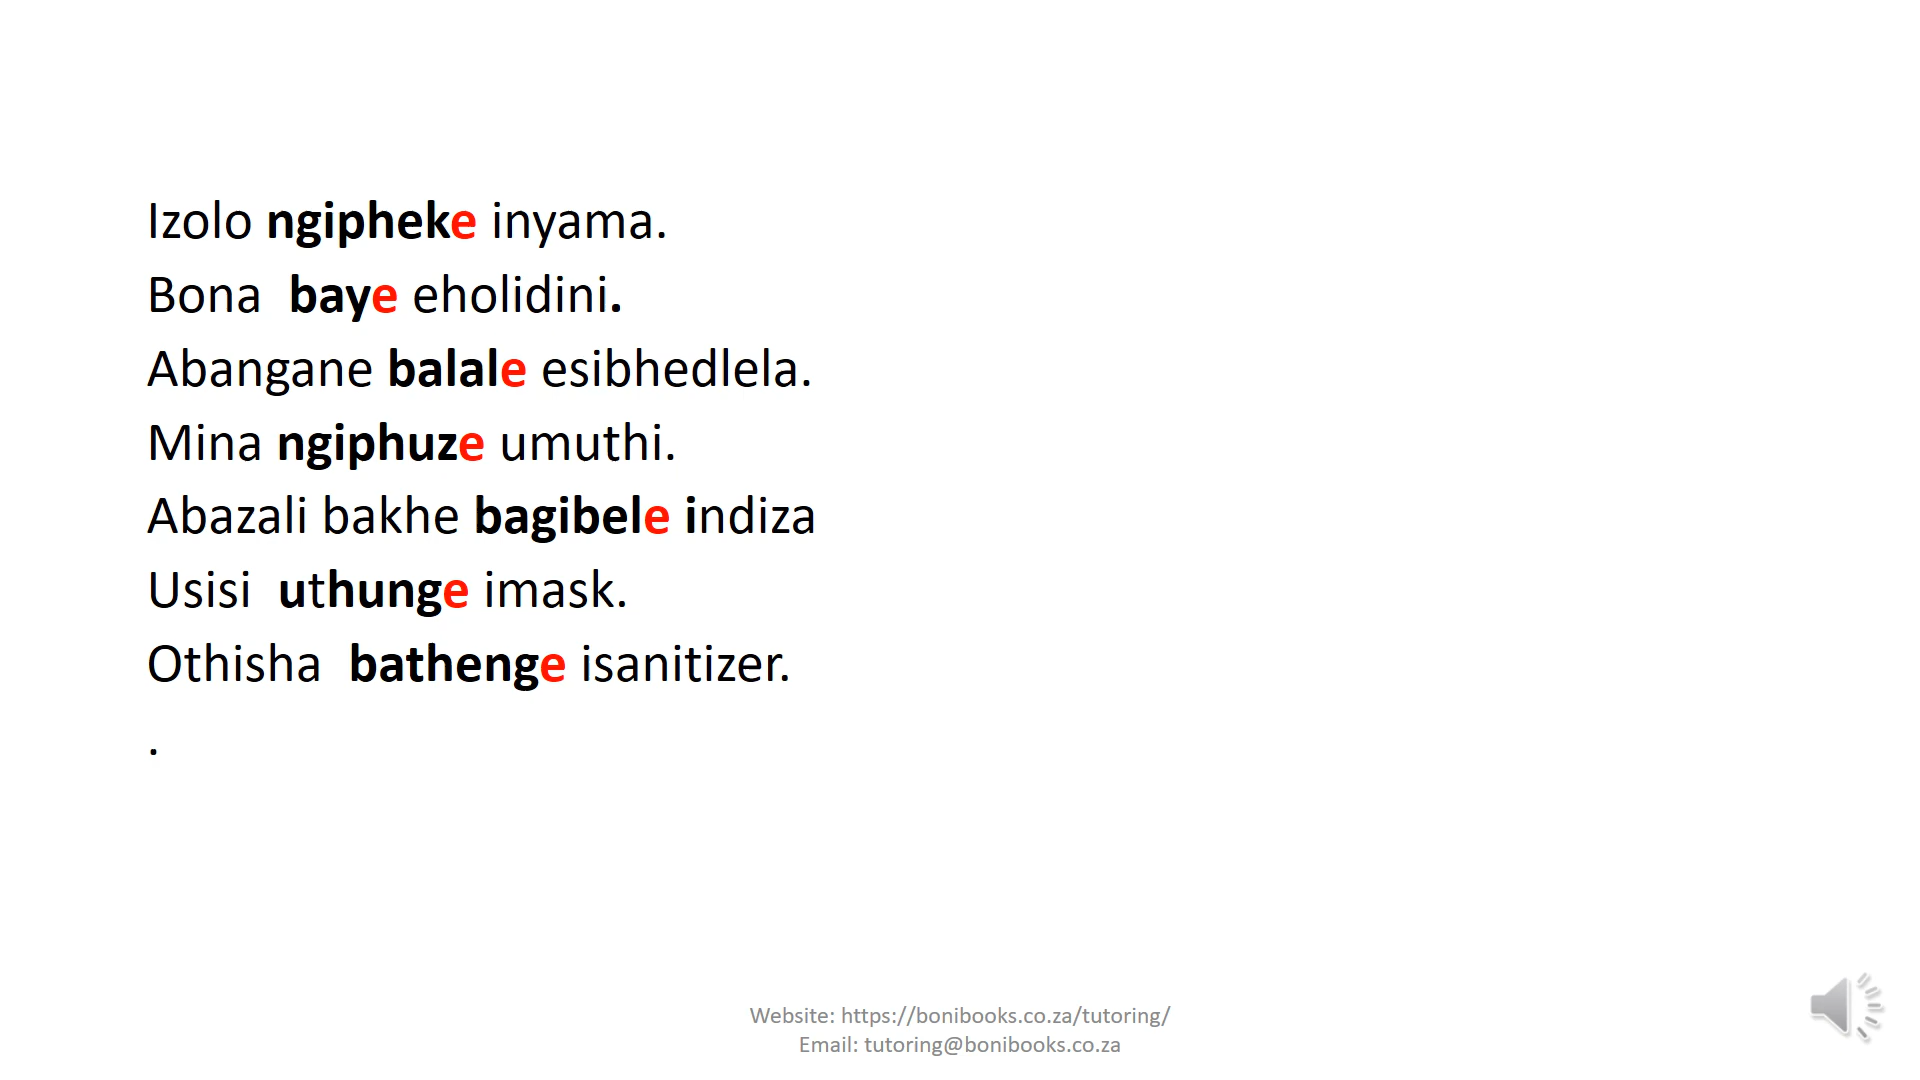 Izolo ngipheke inyama.
Bona baye eholidini.
Abangane balale esibhedlela.
Mina ngiphuze umuthi.
Abazali bakhe bagibele indiza
Usisi uthunge imask.
Othisha bathenge isanitizer.
.
Website: https://bonibooks.co.za/tutoring/
Email: tutoring@bonibooks.co.za